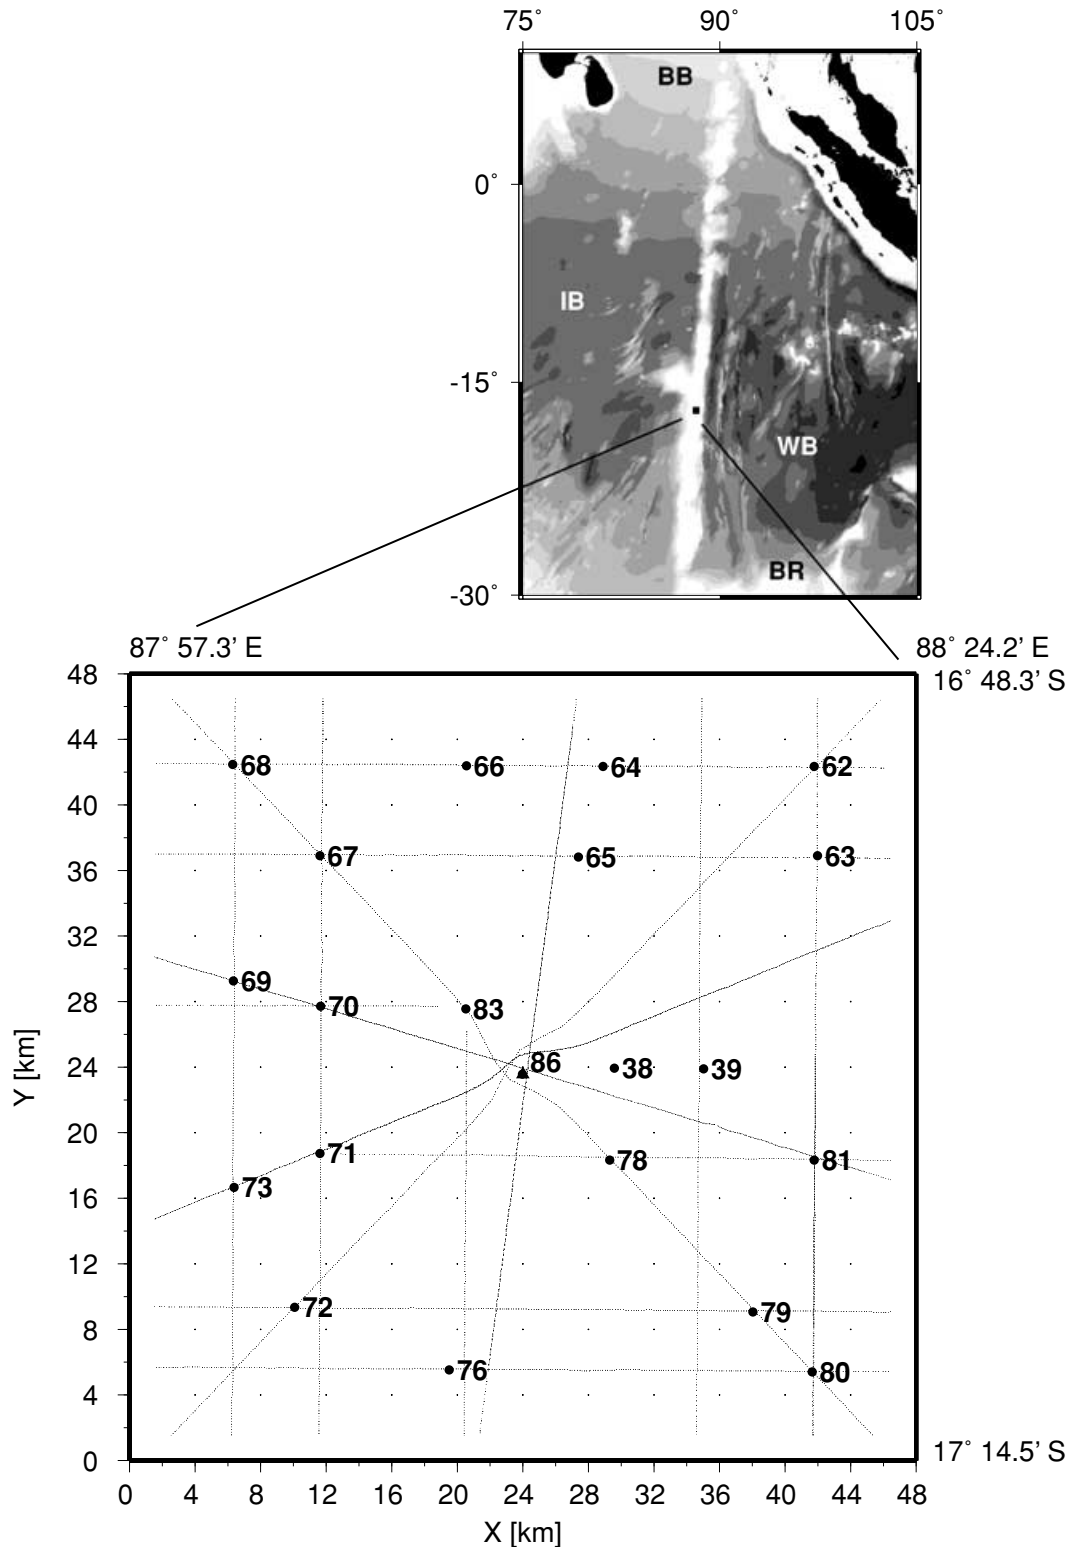 75˚ 90˚ 105˚
BB
0˚
IB
-15˚
WB
BR
-30˚
87˚ 57.3' E 88˚ 24.2' E
48 16˚ 48.3' S
44
68 66 64 62
40
67 65 63
36
32
69
28 70 83
86 38 39
24
20
71 78 81
73
16
12
72 79
8
76 80
4
0 17˚ 14.5' S
0 4 8 12 16 20 24 28 32 36 40 44 48
X [km]
Y [km]